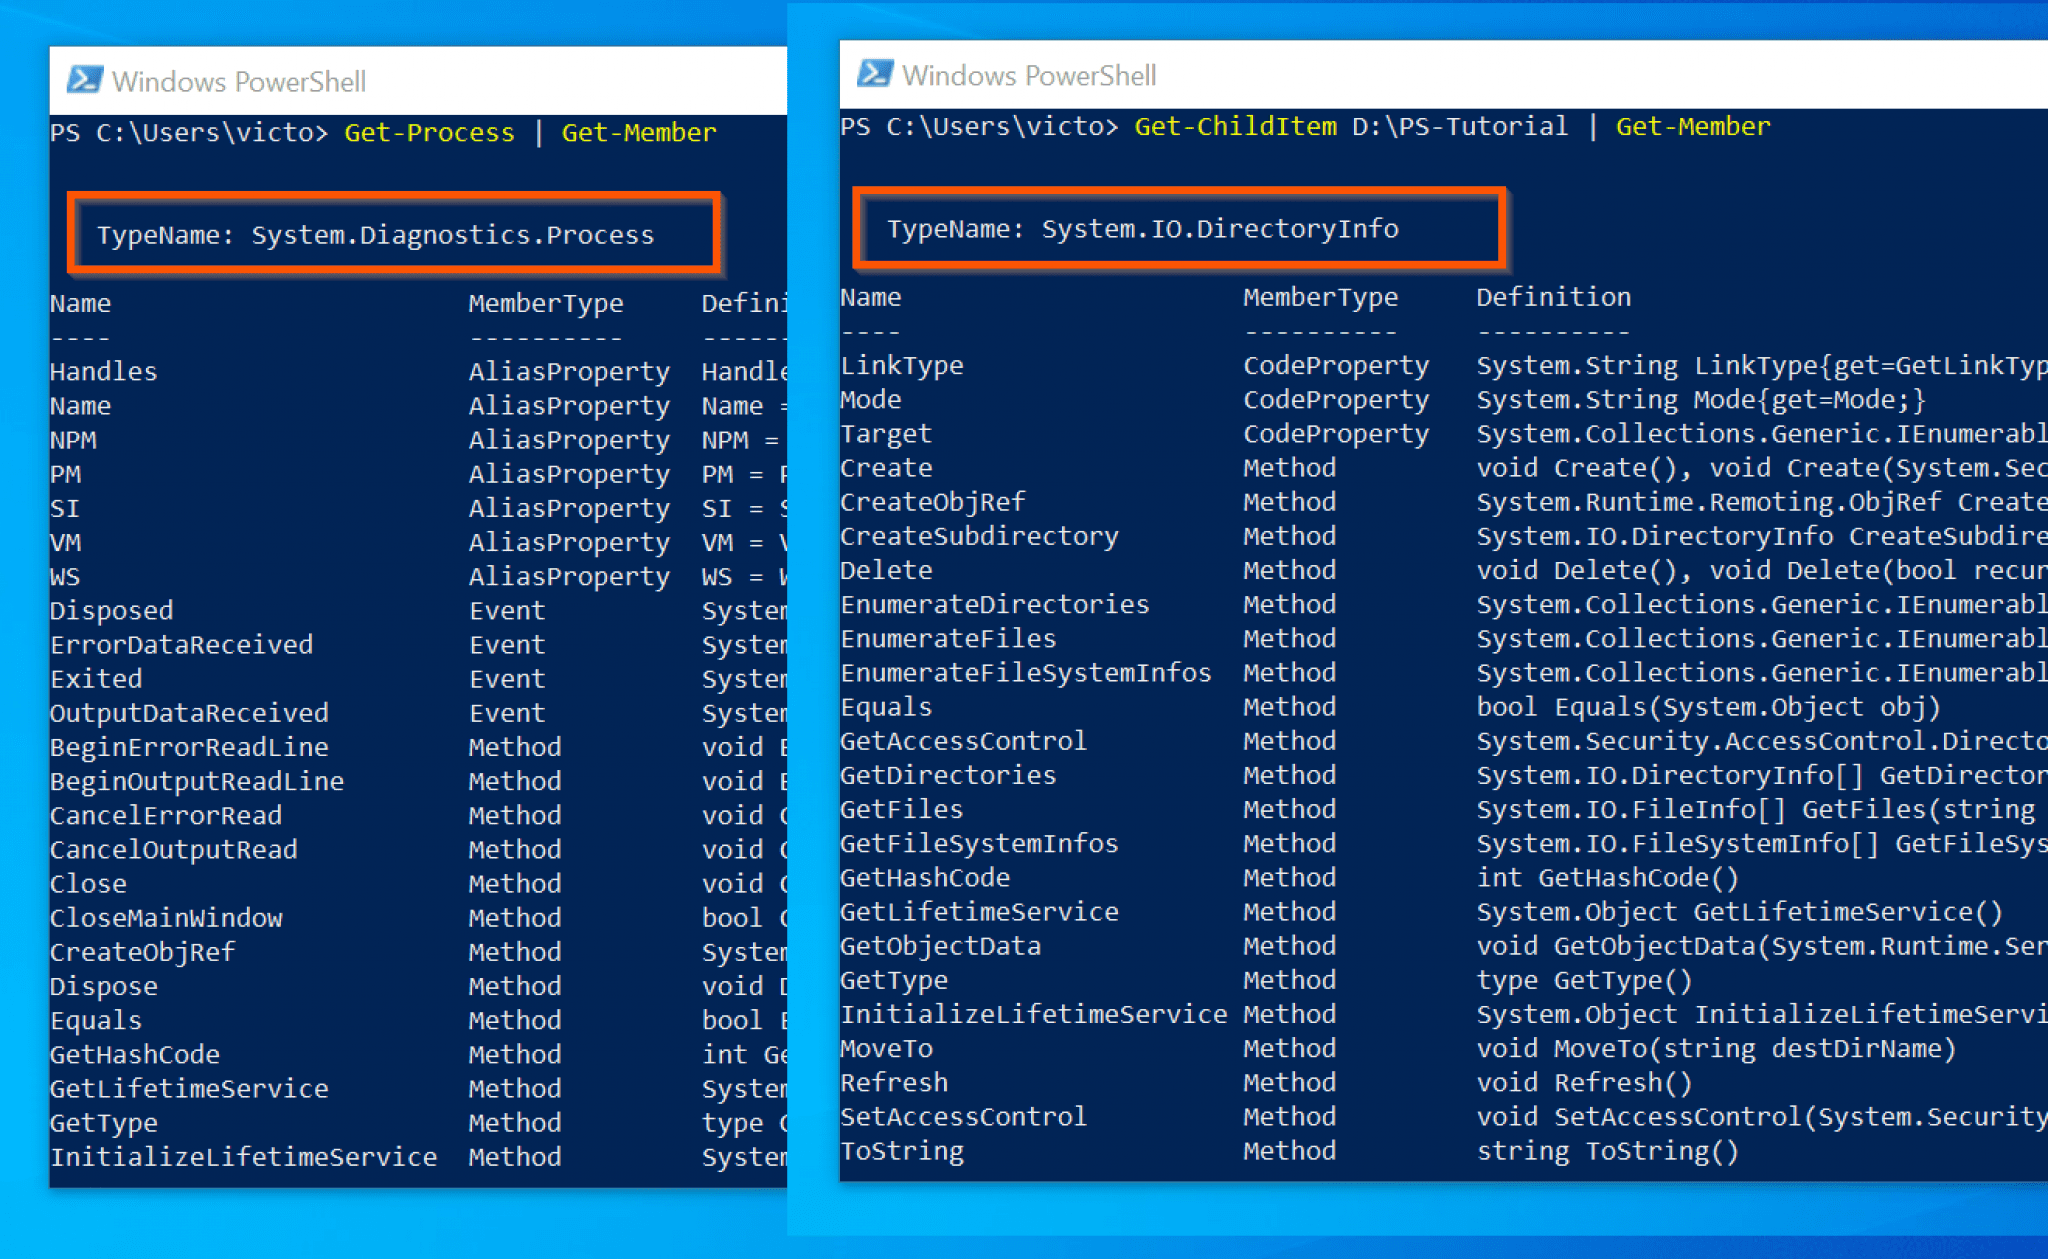 Windows PowerShell
PS C:\Users\victo> Get-Process | Get-Member
TypeName: System.Diagnostics.Process
Name MemberType Defini
---- ---------- ------
Handles AliasProperty Handle
Name AliasProperty Name =
NPM AliasProperty NPM =
PM AliasProperty PM =
SI AliasProperty SI =
VM AliasProperty VM =
WS AliasProperty WS =
Disposed Event System
ErrorDataReceived Event System
Exited Event System
OutputDataReceived Event System
BeginErrorReadLine Method void
BeginOutputReadLine Method void
CancelErrorRead Method void
CancelOutputRead Method void
Close Method void
CloseMainWindow Method bool
CreateObjRef Method System
Dispose Method void
Equals Method bool
GetHashCode Method int Ge
GetLifetimeService Method System
GetType Method type
InitializeLifetimeService Method System
Windows PowerShell
PS C:\Users\victo> Get-ChildItem D:\PS-Tutorial | Get-Member
TypeName: System.IO.DirectoryInfo
Name MemberType Definition
---- ---------- ----------
LinkType CodeProperty System.String LinkType{get=GetLinkTyp
Mode CodeProperty System.String Mode{get=Mode;}
Target CodeProperty System.Collections.Generic.IEnumerabl
Create Method void Create(), void Create(System.Sec
CreateObjRef Method System.Runtime.Remoting.ObjRef Create
CreateSubdirectory Method System.IO.DirectoryInfo CreateSubdire
Delete Method void Delete(), void Delete(bool recur
EnumerateDirectories Method System.Collections.Generic.IEnumerabl
EnumerateFiles Method System.Collections.Generic.IEnumerabl
EnumerateFileSystemInfos Method System.Collections.Generic.IEnumerabl
Equals Method bool Equals(System.Object obj)
GetAccessControl Method System.Security.AccessControl.Directo
GetDirectories Method System.IO.DirectoryInfo[] GetDirector
GetFiles Method System.IO.FileInfo[] GetFiles(string
GetFileSystemInfos Method System.IO.FileSystemInfo[] GetFileSys
GetHashCode Method int GetHashCode()
GetLifetimeService Method System.Object GetLifetimeService()
GetObjectData Method void GetObjectData(System.Runtime.Ser
GetType Method type GetType()
InitializeLifetimeService Method System.Object InitializeLifetimeServi
MoveTo Method void MoveTo(string destDirName)
Refresh Method void Refresh()
SetAccessControl Method void SetAccessControl(System.Security
ToString Method string ToString()